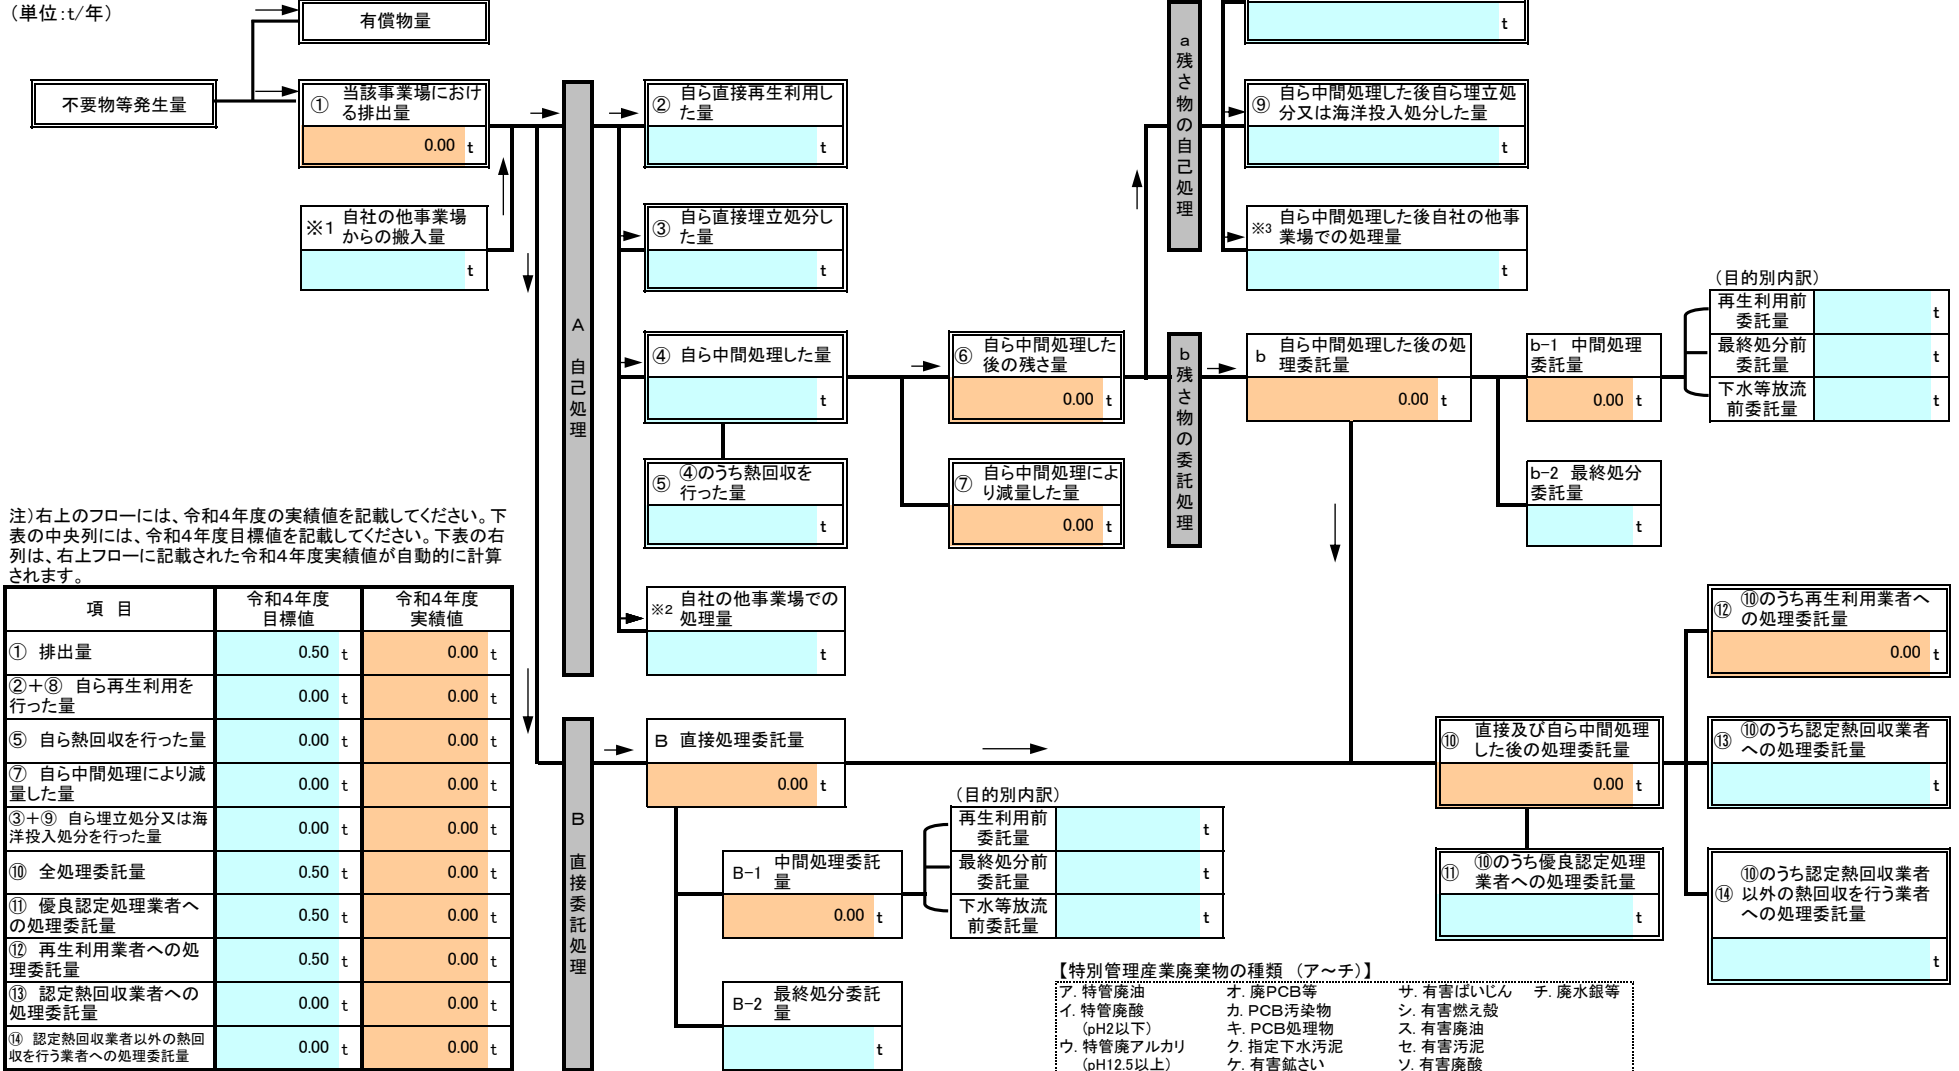 （単位：t/年）
有償物量
不要物等発生量
① 当該事業場におけ
る排出量
0.00 t
※1 自社の他事業場
からの搬入量
t
A 自己処理
② 自ら直接再生利用し
た量
t
③ 自ら直接埋立処分し
た量
t
④ 自ら中間処理した量
t
⑤ ④のうち熱回収を
行った量
t
※2 自社の他事業場での
処理量
t
⑥ 自ら中間処理した
後の残さ量
0.00 t
⑦ 自ら中間処理によ
り減量した量
0.00 t
a 残さ物の自己処理
t
⑨ 自ら中間処理した後自ら埋立処
分又は海洋投入処分した量
t
※3 自ら中間処理した後自社の他事
業場での処理量
t
b 残さ物の委託処理
b 自ら中間処理した後の処
理委託量
0.00 t
b-1 中間処理
委託量
0.00 t
（目的別内訳）
再生利用前
委託量
t
最終処分前
委託量
t
下水等放流
前委託量
t
b-2 最終処分
委託量
t
注）右上のフローには、令和４年度の実績値を記載してください。下
表の中央列には、令和４年度目標値を記載してください。下表の右
列は、右上フローに記載された令和４年度実績値が自動的に計算
されます。
項 目 令和４年度 目標値 令和４年度 実績値
① 排出量 0.50 t 0.00 t
②＋⑧ 自ら再生利用を
行った量 0.00 t 0.00 t
⑤ 自ら熱回収を行った量 0.00 t 0.00 t
⑦ 自ら中間処理により減
量した量 0.00 t 0.00 t
③＋⑨ 自ら埋立処分又は海
洋投入処分を行った量 0.00 t 0.00 t
⑩ 全処理委託量 0.50 t 0.00 t
⑪ 優良認定処理業者へ
の処理委託量 0.50 t 0.00 t
⑫ 再生利用業者への処
理委託量 0.50 t 0.00 t
⑬ 認定熱回収業者への
処理委託量 0.00 t 0.00 t
⑭ 認定熱回収業者以外の熱回
収を行う業者への処理委託量 0.00 t 0.00 t
B 直接委託処理
B 直接処理委託量
0.00 t
B-1 中間処理委託
量
0.00 t
（目的別内訳）
再生利用前
委託量
t
最終処分前
委託量
t
下水等放流
前委託量
t
B-2 最終処分委託
量
t
⑩ 直接及び自ら中間処理
した後の処理委託量
0.00 t
⑪ ⑩のうち優良認定処理
業者への処理委託量
t
⑫ ⑩のうち再生利用業者へ
の処理委託量
0.00 t
⑬ ⑩のうち認定熱回収業者
への処理委託量
t
⑭ ⑩のうち認定熱回収業者
以外の熱回収を行う業者
への処理委託量
t
【特別管理産業廃棄物の種類 （ア～チ）】
ア. 特管廃油 オ. 廃PCB等 サ. 有害ばいじん チ. 廃水銀等
イ. 特管廃酸 カ. PCB汚染物 シ. 有害燃え殻
（pH2以下） キ. PCB処理物 ス. 有害廃油
ウ. 特管廃アルカリ ク. 指定下水汚泥 セ. 有害汚泥
（pH12.5以上） ケ. 有害鉱さい ソ. 有害廃酸